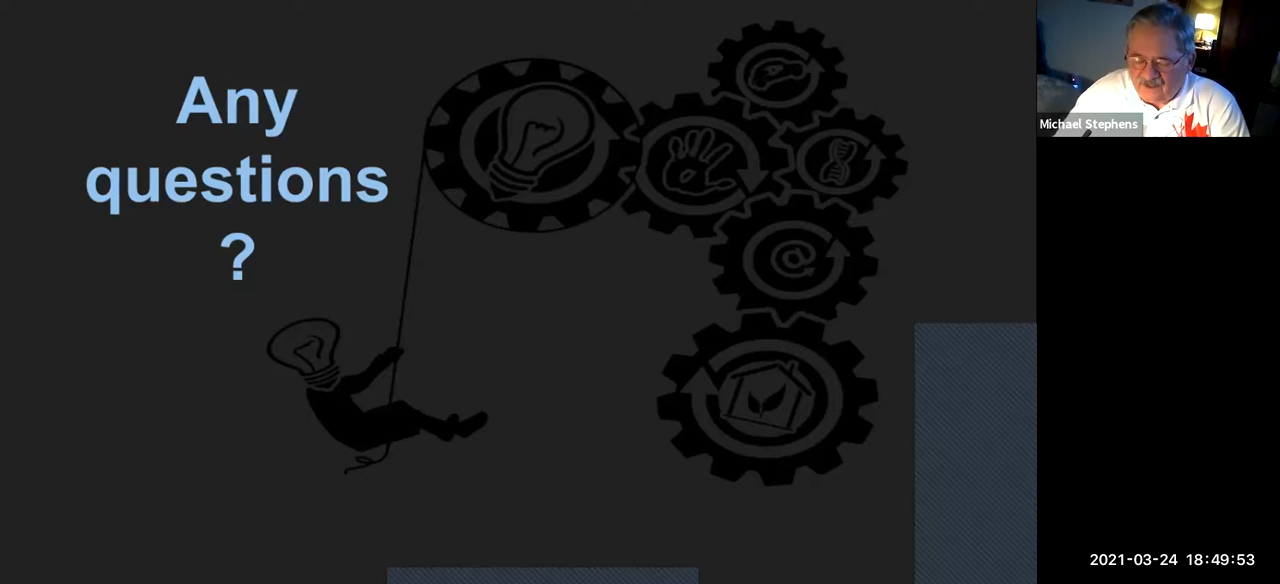 Any
questions
?
@
Michael Stephens
2021-03-24 18:49:53